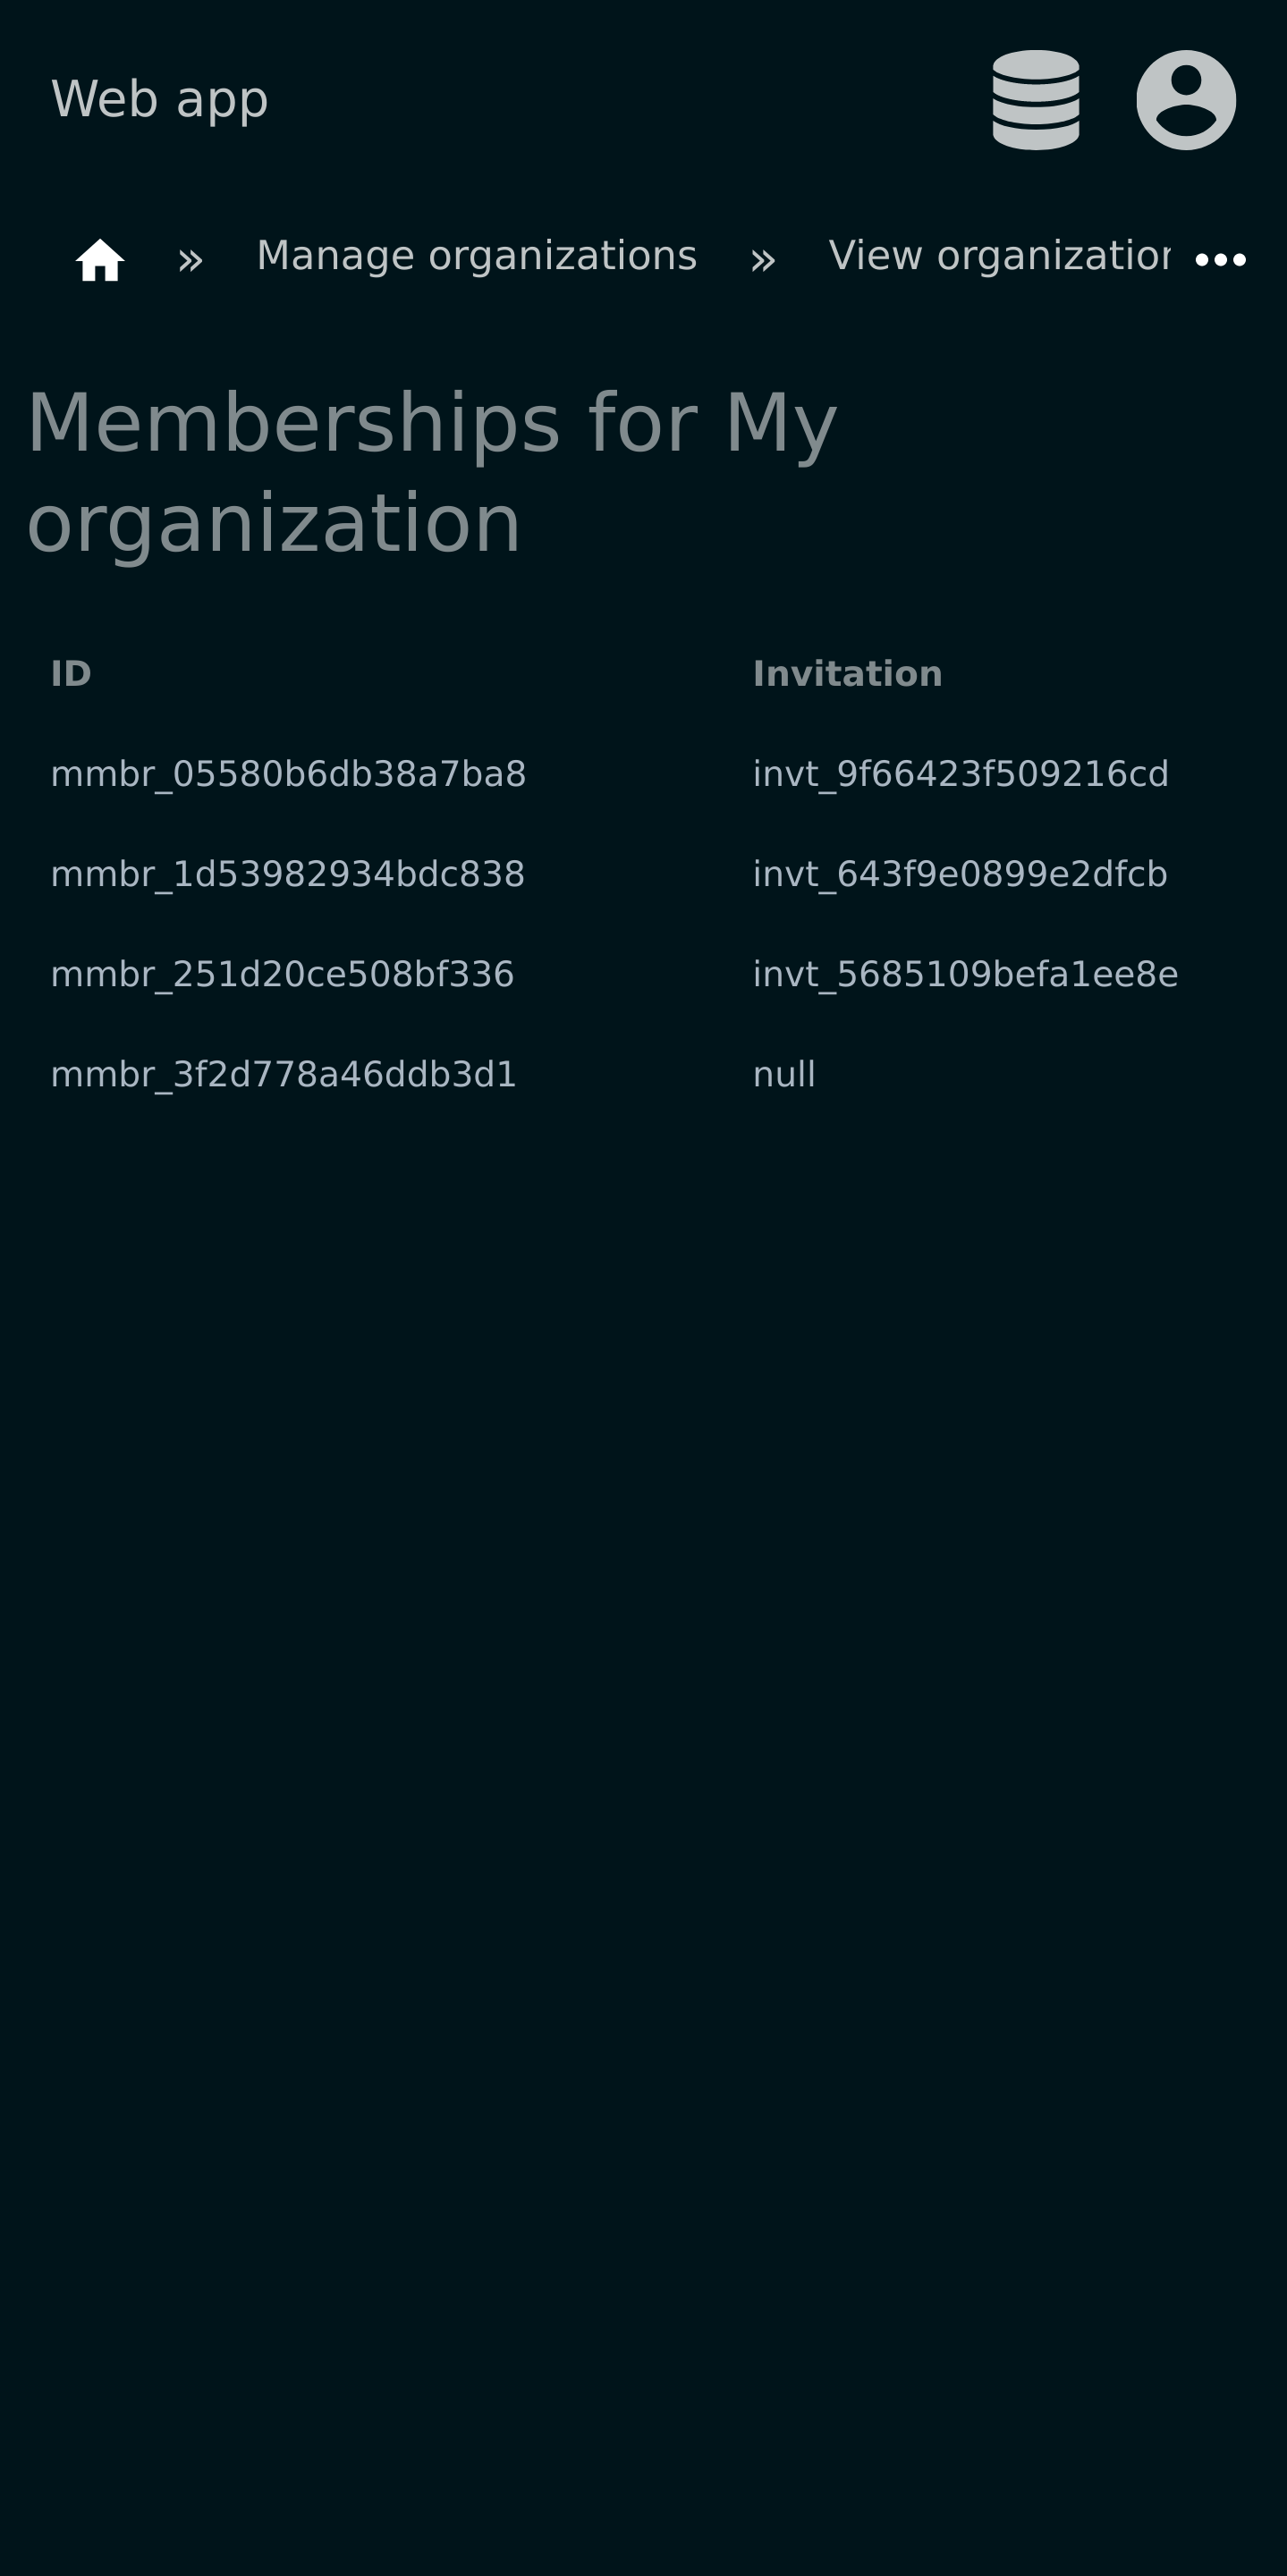 Web app
» Manage organizations » View organization
Memberships for My
organization
ID Invitation
mmbr_05580b6db38a7ba8 invt_9f66423f509216cd
mmbr_1d53982934bdc838 invt_643f9e0899e2dfcb
mmbr_251d20ce508bf336 invt_5685109befa1ee8e
mmbr_3f2d778a46ddb3d1 null